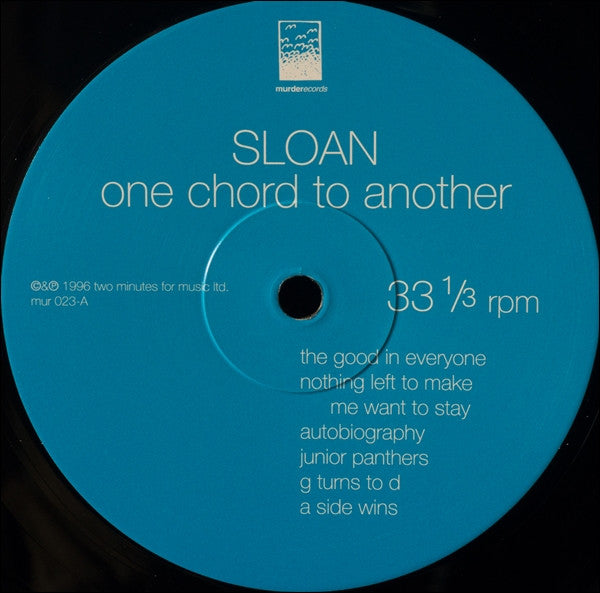 murderecords
SLOAN
one chord to another
©&℗ 1996 two minutes for music ltd.
mur 023-A
33 ⅓ rpm
the good in everyone
nothing left to make
me want to stay
autobiography
junior panthers
g turns to d
a side wins